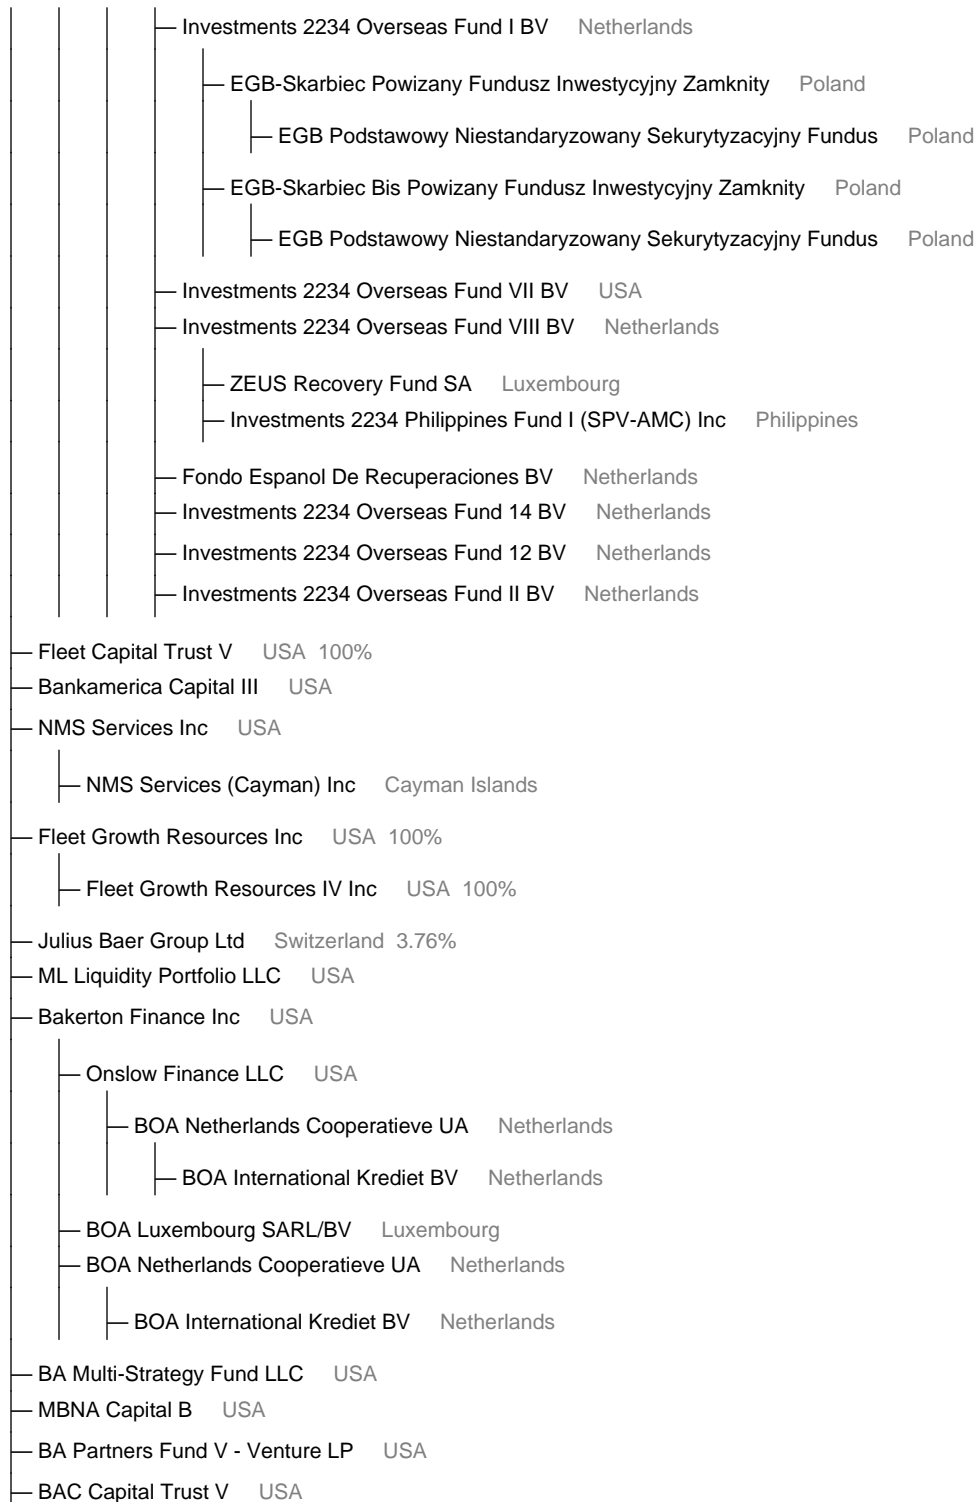 Investments 2234 Overseas Fund I BV Netherlands
EGB-Skarbiec Powizany Fundusz Inwestycyjny Zamknity Poland
EGB Podstawowy Niestandaryzowany Sekurytyzacyjny Fundus Poland
EGB-Skarbiec Bis Powizany Fundusz Inwestycyjny Zamknity Poland
EGB Podstawowy Niestandaryzowany Sekurytyzacyjny Fundus Poland
Investments 2234 Overseas Fund VII BV USA
Investments 2234 Overseas Fund VIII BV Netherlands
ZEUS Recovery Fund SA Luxembourg
Investments 2234 Philippines Fund I (SPV-AMC) Inc Philippines
Fondo Espanol De Recuperaciones BV Netherlands
Investments 2234 Overseas Fund 14 BV Netherlands
Investments 2234 Overseas Fund 12 BV Netherlands
Investments 2234 Overseas Fund II BV Netherlands
Fleet Capital Trust V USA 100%
Bankamerica Capital III USA
NMS Services Inc USA
NMS Services (Cayman) Inc Cayman Islands
Fleet Growth Resources Inc USA 100%
Fleet Growth Resources IV Inc USA 100%
Julius Baer Group Ltd Switzerland 3.76%
ML Liquidity Portfolio LLC USA
Bakerton Finance Inc USA
Onslow Finance LLC USA
BOA Netherlands Cooperatieve UA Netherlands
BOA International Krediet BV Netherlands
BOA Luxembourg SARL/BV Luxembourg
BOA Netherlands Cooperatieve UA Netherlands
BOA International Krediet BV Netherlands
BA Multi-Strategy Fund LLC USA
MBNA Capital B USA
BA Partners Fund V - Venture LP USA
BAC Capital Trust V USA